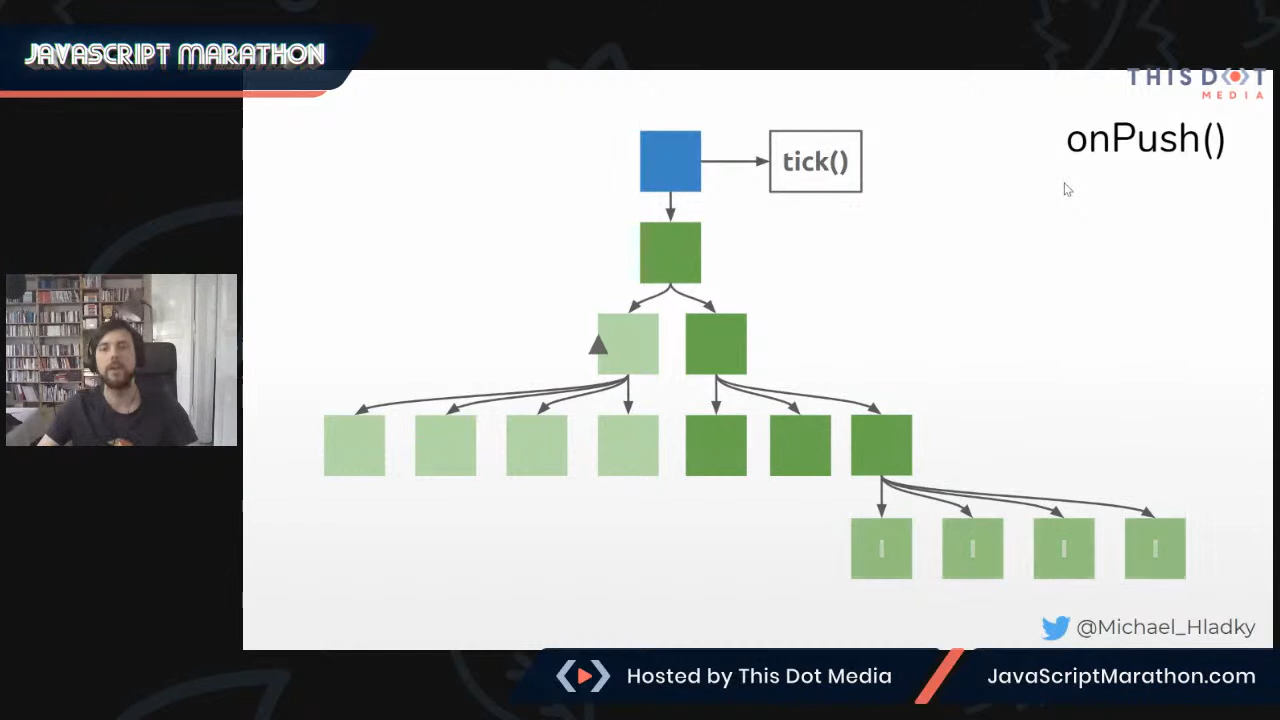 JAVASCRIPT MARATHON
THIS DOT
MEDIA
onPush()
tick()
@Michael_Hladky
Hosted by This Dot Media
JavaScriptMarathon.com